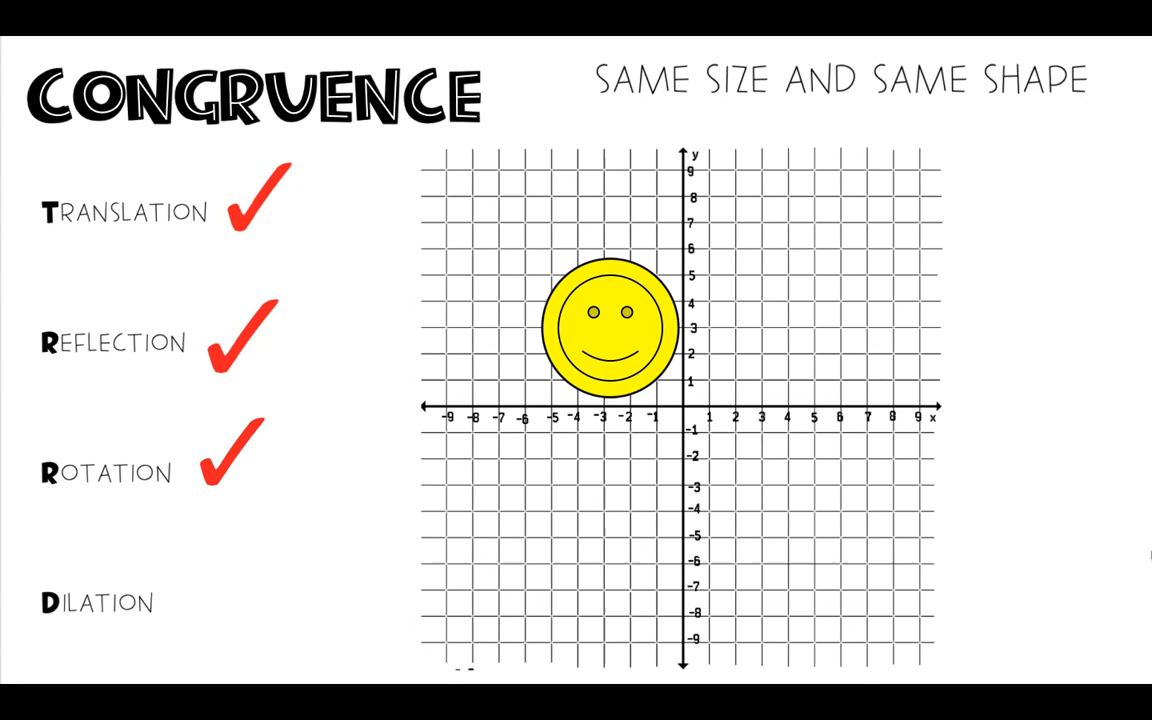 CONGRUENCE
SAME SIZE AND SAME SHAPE
TRANSLATION
REFLECTION
ROTATION
DILATION
y
9
8
7
6
5
4
3
2
1
-9 -8 -7 -6 -5 -4 -3 -2 -1 1 2 3 4 5 6 7 8 9 x
-1
-2
-3
-4
-5
-6
-7
-8
-9